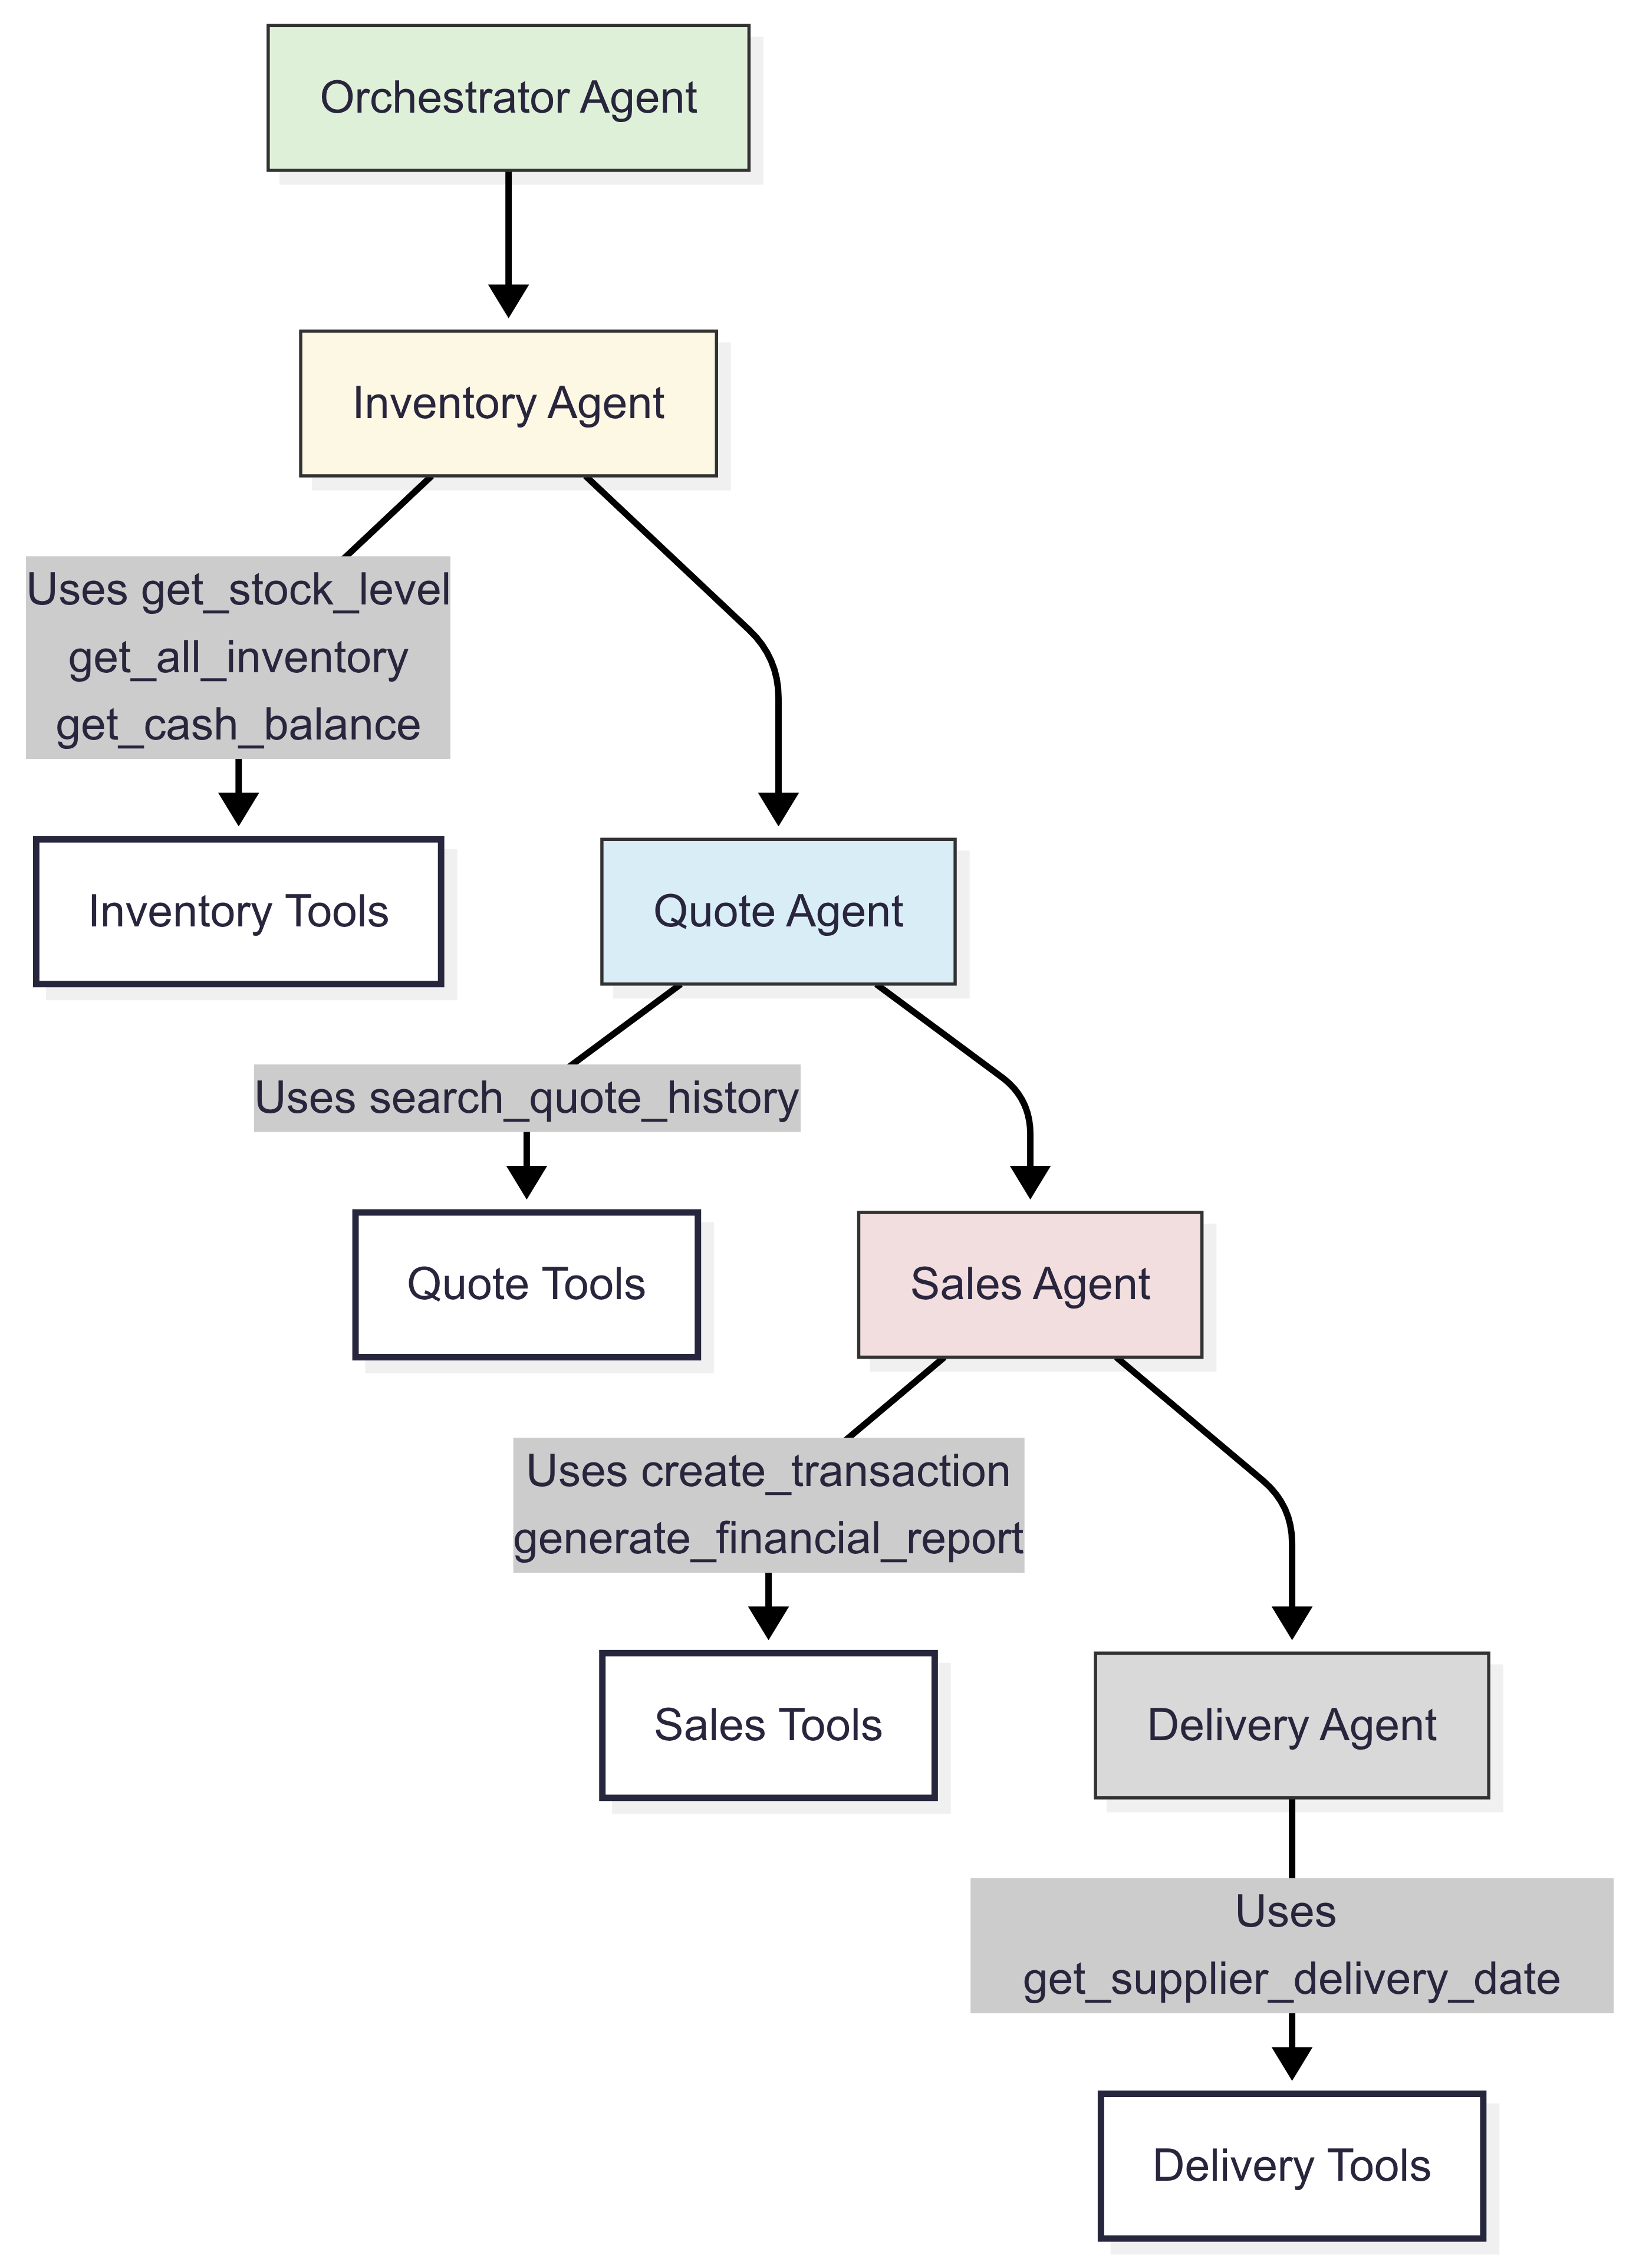 Orchestrator Agent
Inventory Agent
Uses get_stock_level
get_all_inventory
get_cash_balance
Inventory Tools
Quote Agent
Uses search_quote_history
Quote Tools
Sales Agent
Uses create_transaction
generate_financial_report
Sales Tools
Delivery Agent
Uses
get_supplier_delivery_date
Delivery Tools